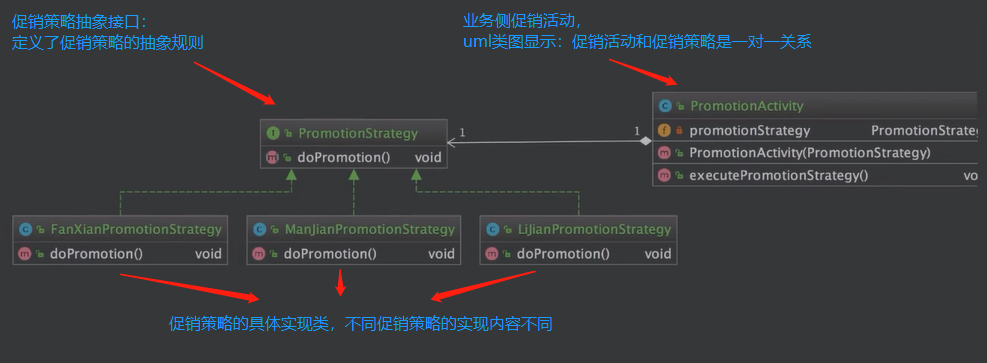 促销策略抽象接口：
定义了促销策略的抽象规则
业务侧促销活动，
uml类图显示：促销活动和促销策略是一对一关系
C PromotionActivity
f promotionStrategy PromotionStrateg
m PromotionActivity(PromotionStrategy)
m executePromotionStrategy() vo
1
1
I PromotionStrategy
m doPromotion() void
C FanXianPromotionStrategy
m doPromotion() void
C ManJianPromotionStrategy
m doPromotion() void
C LiJianPromotionStrategy
m doPromotion() void
促销策略的具体实现类，不同促销策略的实现内容不同